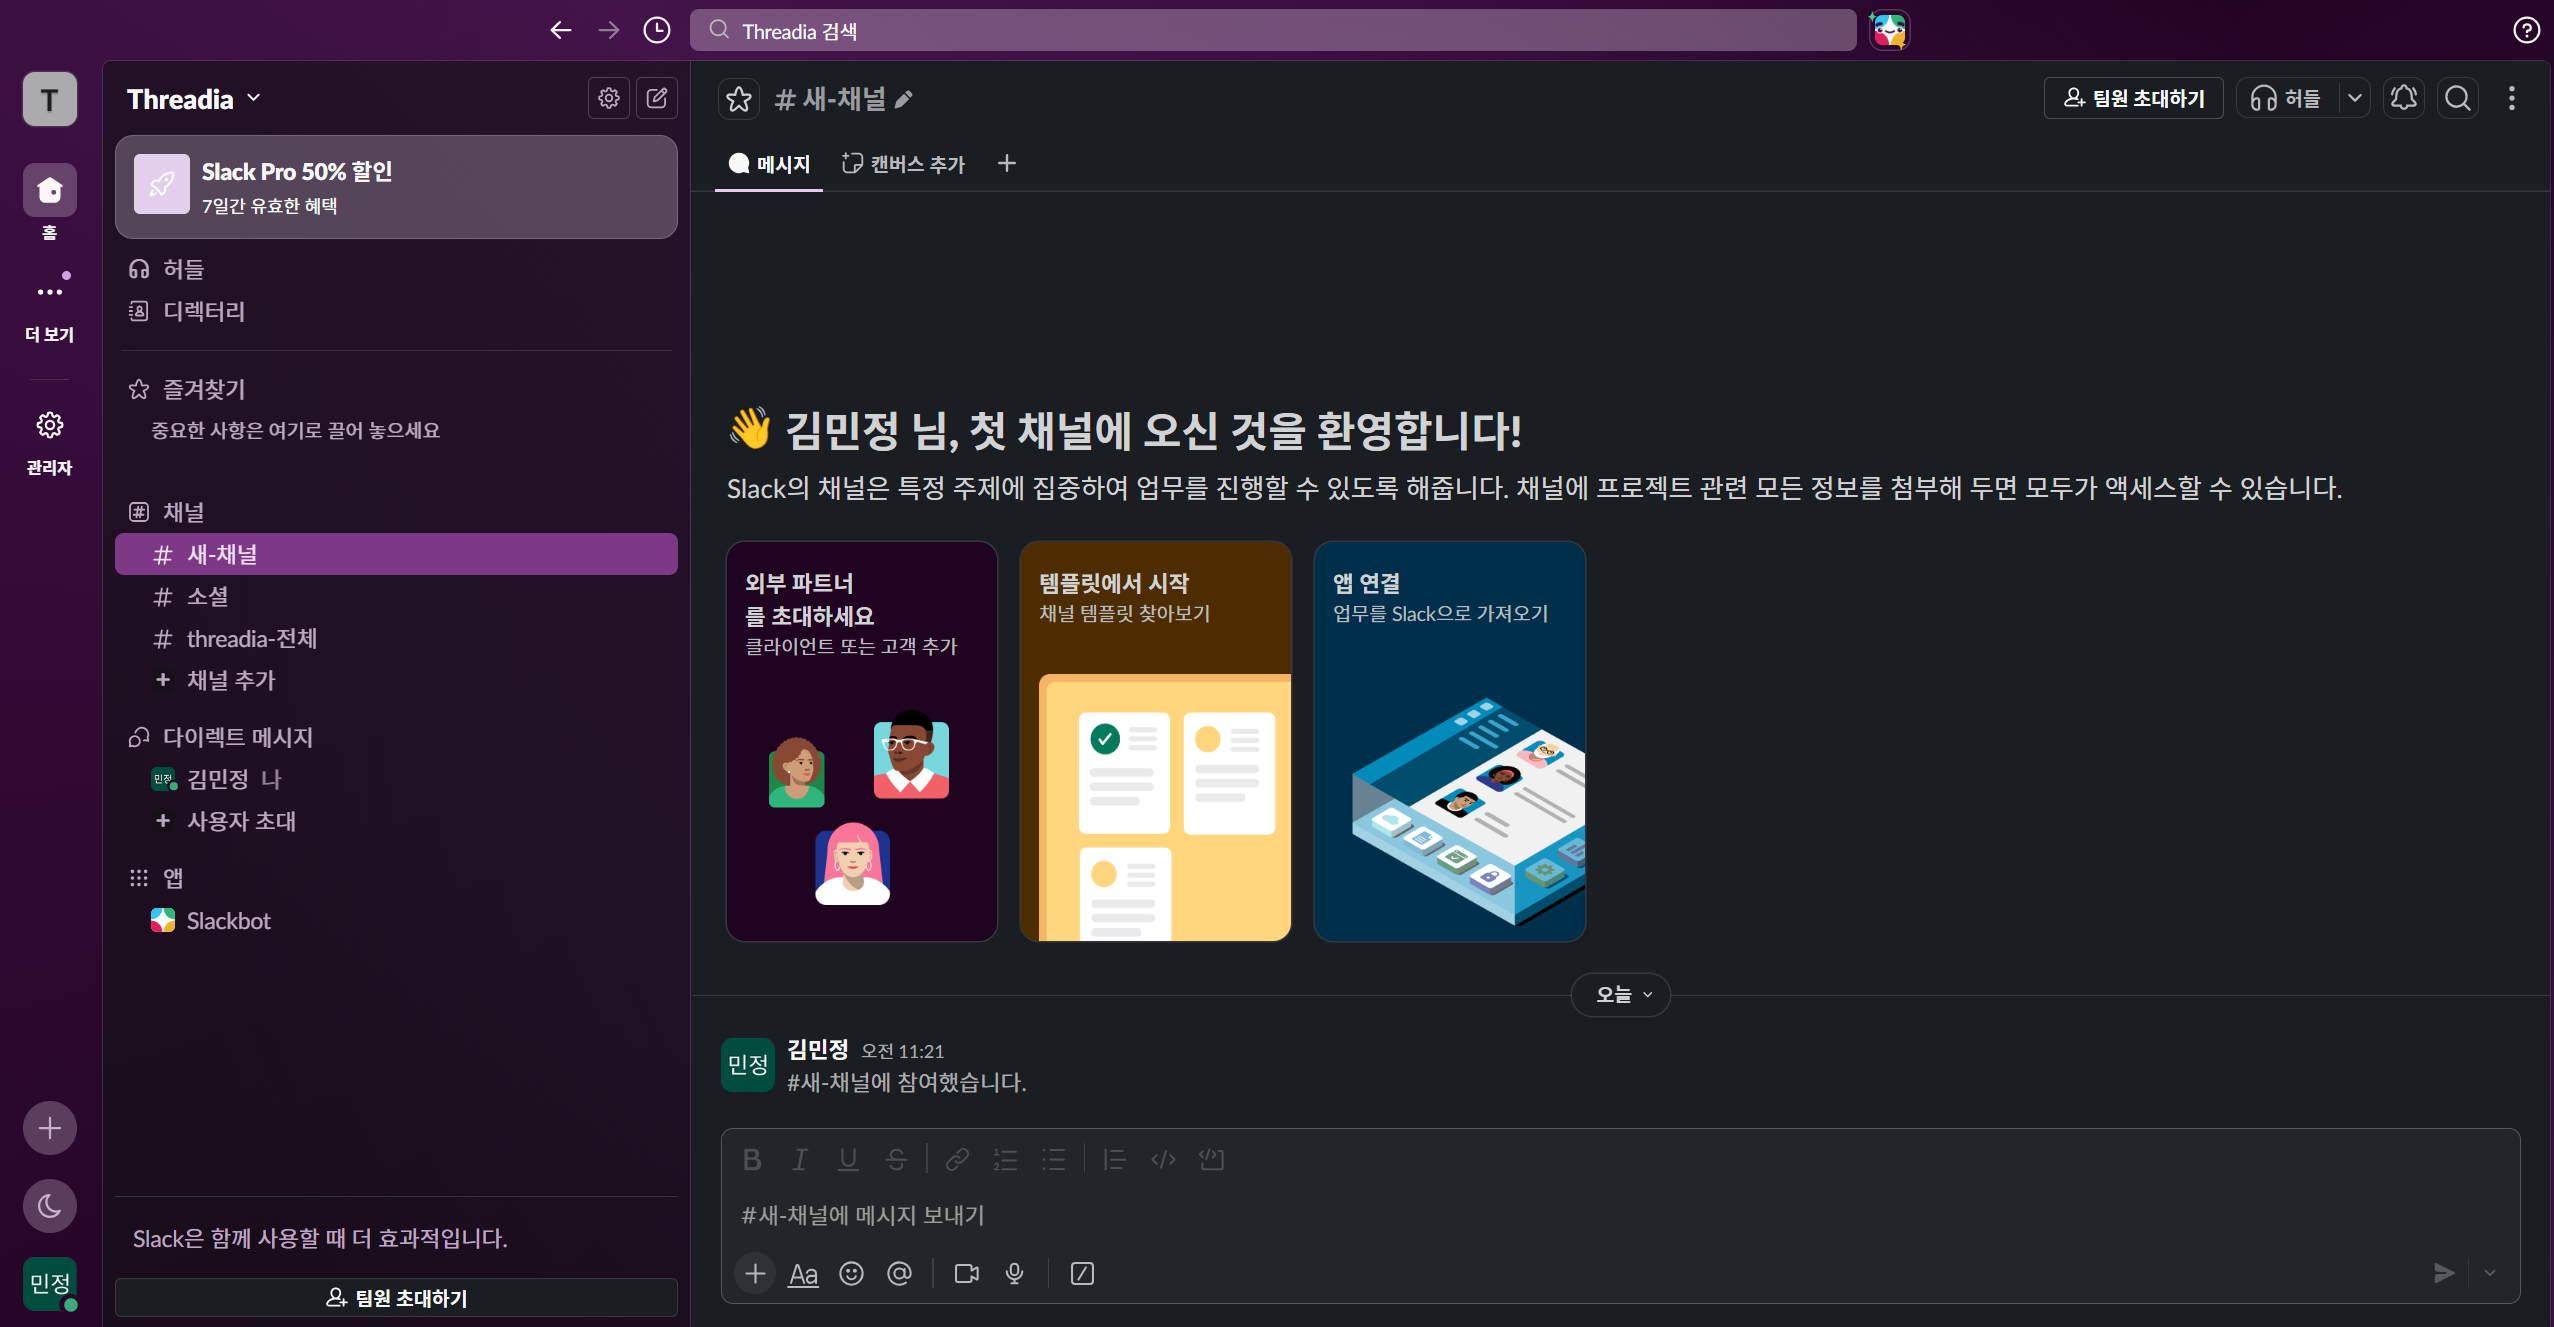 Threadia 검색
T
홈
더 보기
관리자
Threadia
Slack Pro 50% 할인
7일간 유효한 혜택
허들
디렉터리
즐겨찾기
중요한 사항은 여기로 끌어 놓으세요
채널
# 새-채널
# 소셜
# threadia-전체
+ 채널 추가
다이렉트 메시지
민정 김민정 나
+ 사용자 초대
앱
Slackbot
Slack은 함께 사용할 때 더 효과적입니다.
팀원 초대하기
민정
# 새-채널
팀원 초대하기
허들
메시지
캔버스 추가
👋 김민정 님, 첫 채널에 오신 것을 환영합니다!
Slack의 채널은 특정 주제에 집중하여 업무를 진행할 수 있도록 해줍니다. 채널에 프로젝트 관련 모든 정보를 첨부해 두면 모두가 액세스할 수 있습니다.
외부 파트너
를 초대하세요
클라이언트 또는 고객 추가
템플릿에서 시작
채널 템플릿 찾아보기
앱 연결
업무를 Slack으로 가져오기
오늘
민정
김민정 오전 11:21
#새-채널에 참여했습니다.
B I U S
#새-채널에 메시지 보내기
Aa